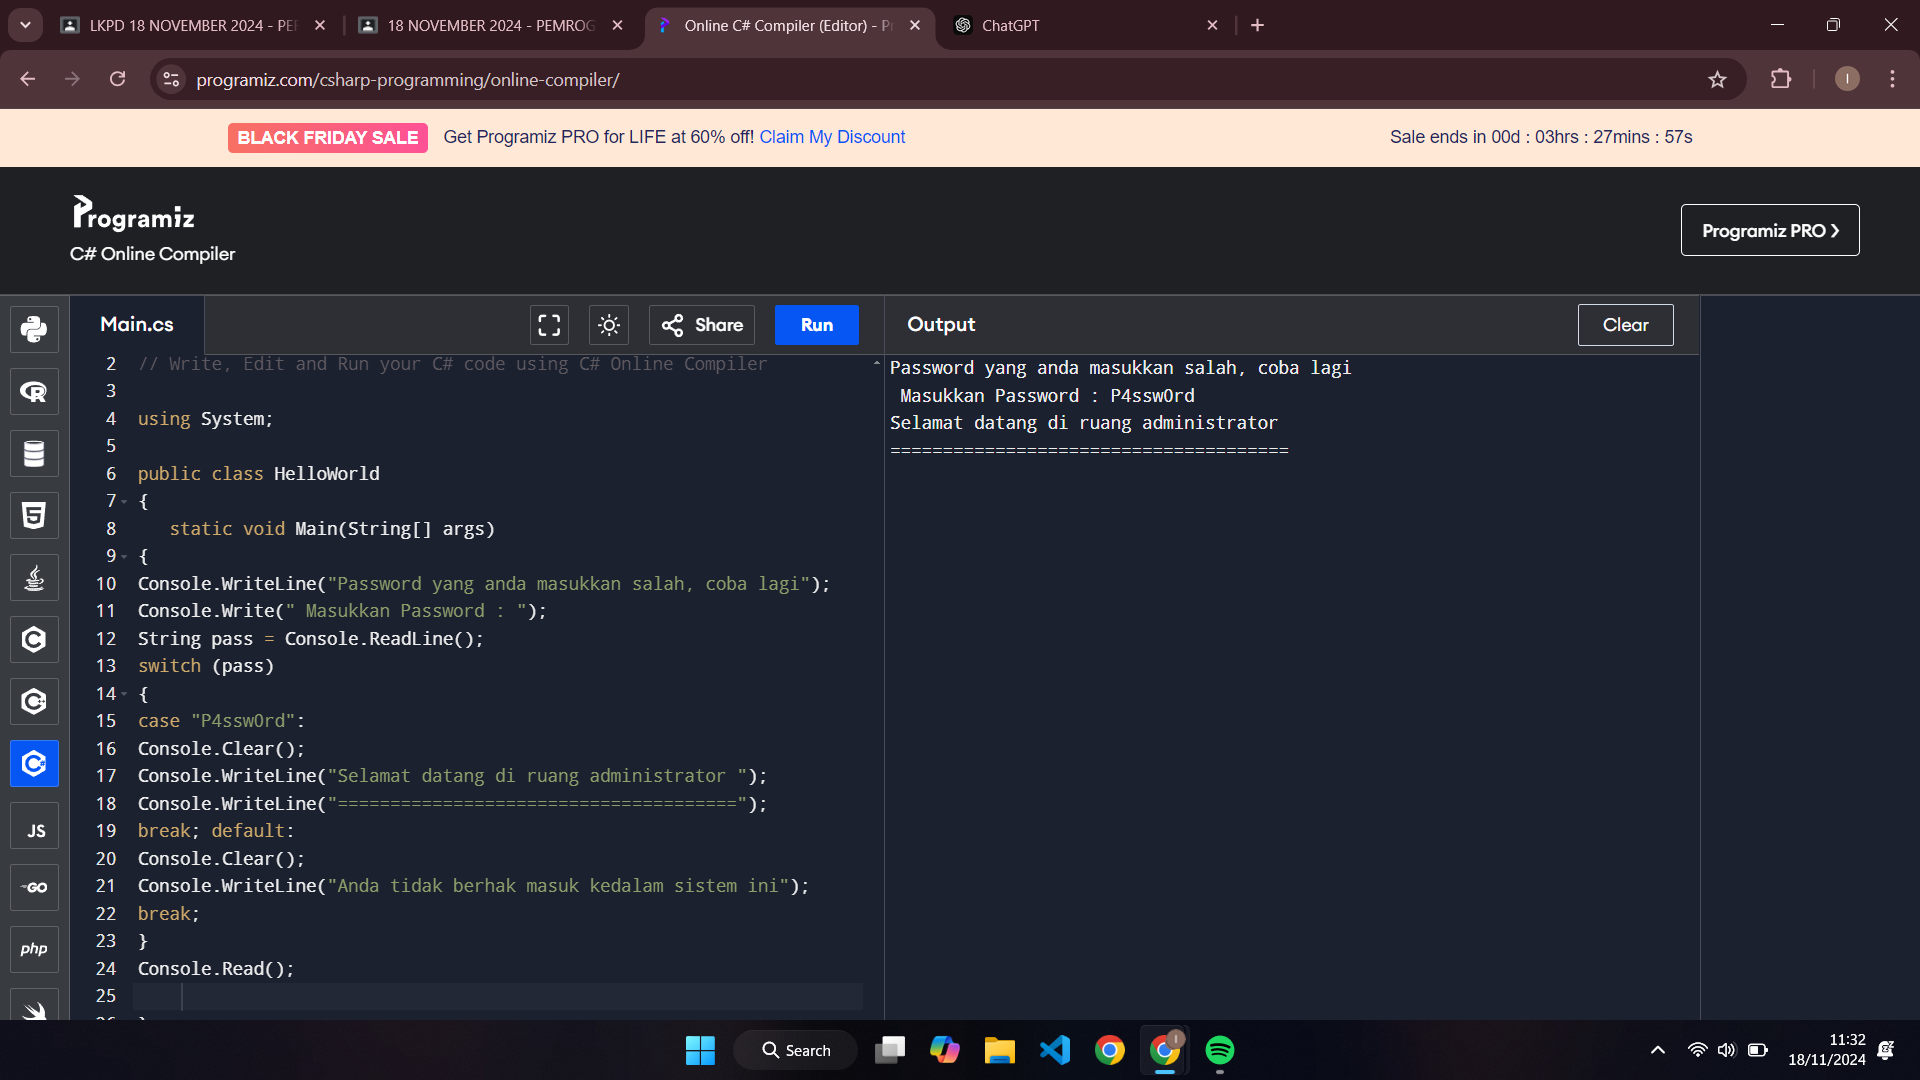 LKPD 18 NOVEMBER 2024 - PE
18 NOVEMBER 2024 - PEMROG
Online C# Compiler (Editor) - P
ChatGPT
programiz.com/csharp-programming/online-compiler/
I
BLACK FRIDAY SALE Get Programiz PRO for LIFE at 60% off! Claim My Discount
Sale ends in 00d : 03hrs : 27mins : 57s
Programiz
C# Online Compiler
Programiz PRO ❯
Main.cs
Share
Run
Output
Clear
2 // Write, Edit and Run your C# code using C# Online Compiler
3
4 using System;
5
6 public class HelloWorld
7 {
8 static void Main(String[] args)
9 {
10 Console.WriteLine("Password yang anda masukkan salah, coba lagi");
11 Console.Write(" Masukkan Password : ");
12 String pass = Console.ReadLine();
13 switch (pass)
14 {
15 case "P4ssw0rd":
16 Console.Clear();
17 Console.WriteLine("Selamat datang di ruang administrator ");
18 Console.WriteLine("======================================");
19 break; default:
20 Console.Clear();
21 Console.WriteLine("Anda tidak berhak masuk kedalam sistem ini");
22 break;
23 }
24 Console.Read();
25
Password yang anda masukkan salah, coba lagi
Masukkan Password : P4ssw0rd
Selamat datang di ruang administrator
======================================
JS
GO
php
Search
11:32
18/11/2024